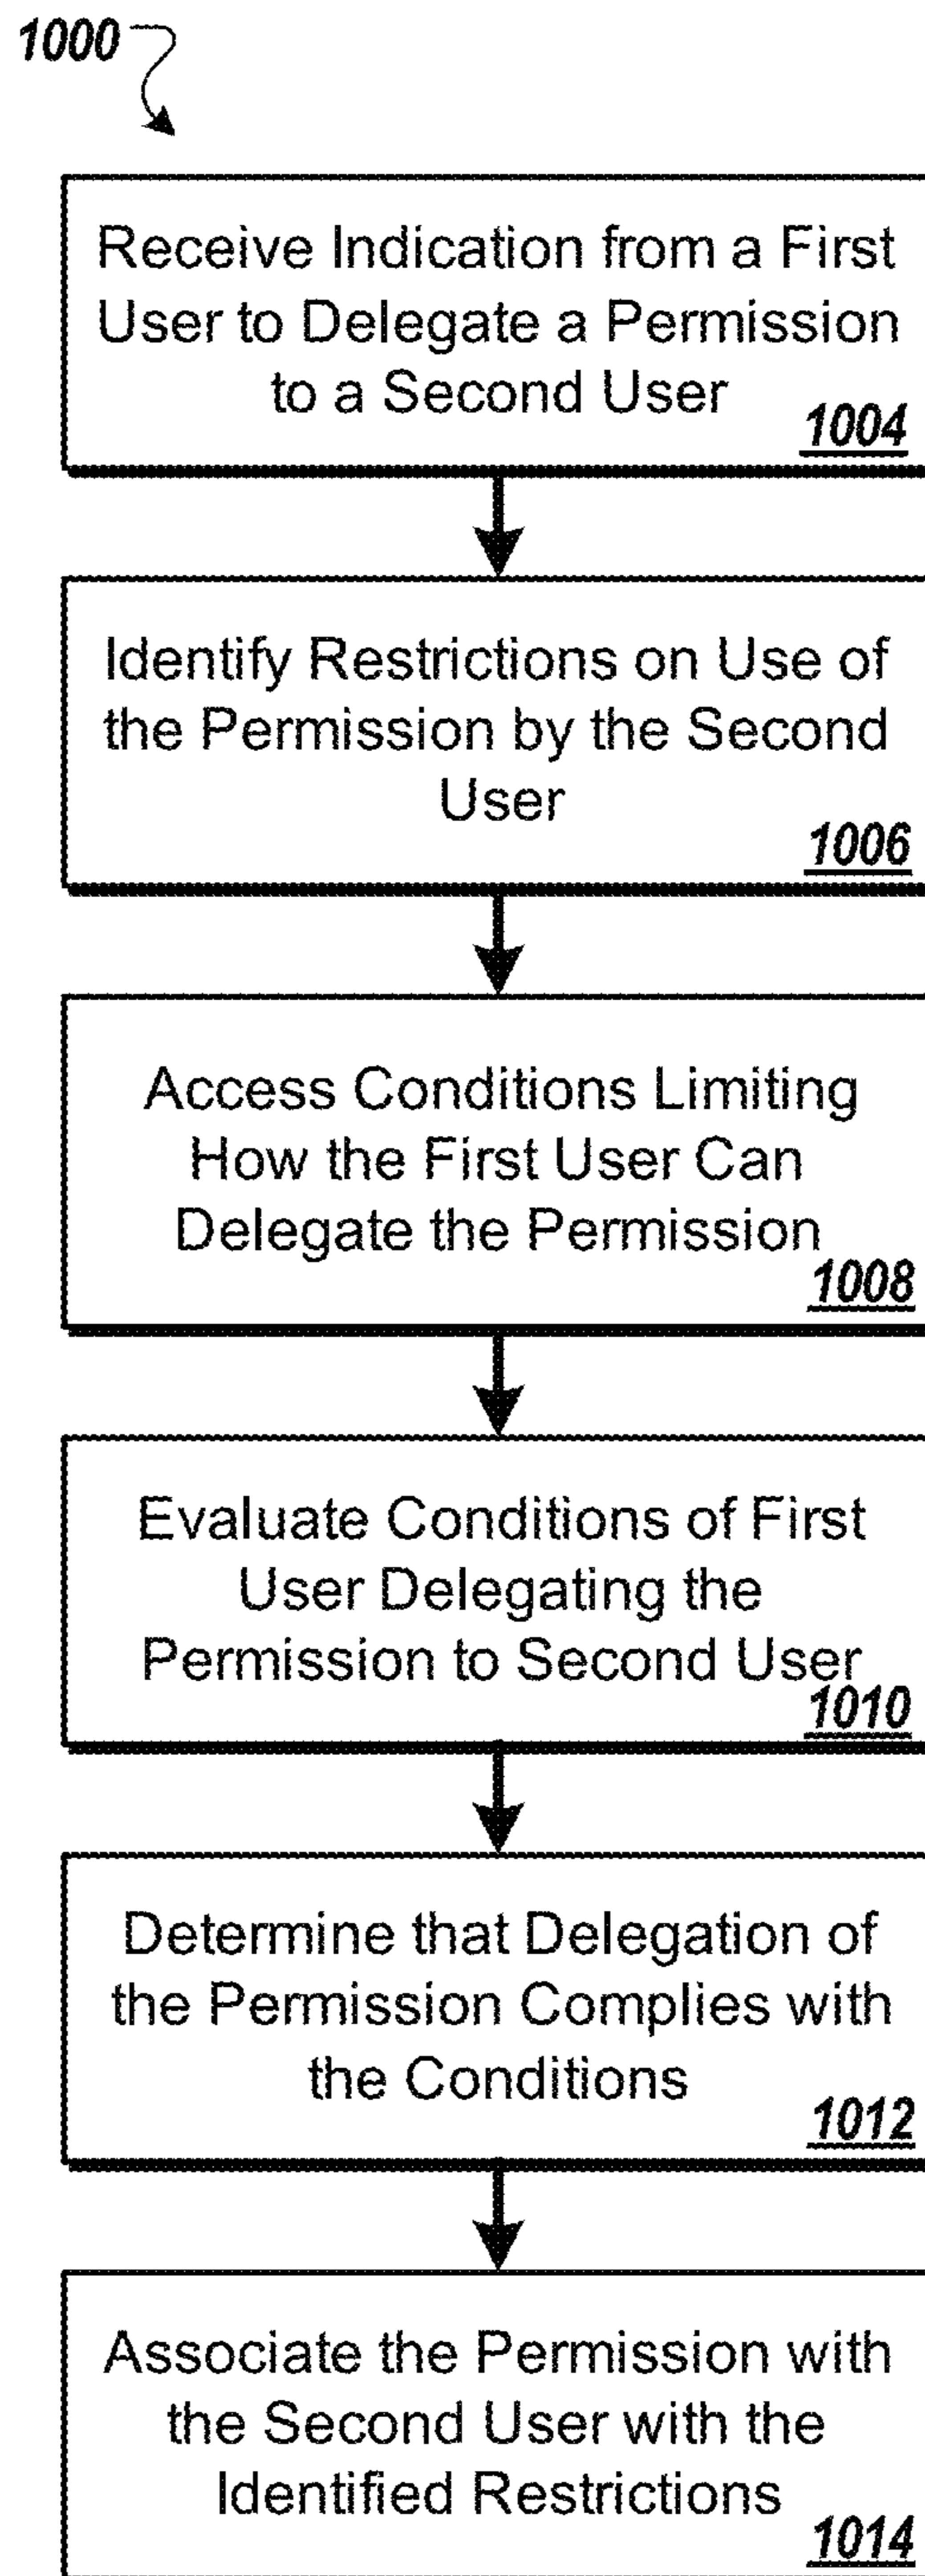 1000
Receive Indication from a First
User to Delegate a Permission
to a Second User
1004
Identify Restrictions on Use of
the Permission by the Second
User
1006
Access Conditions Limiting
How the First User Can
Delegate the Permission
1008
Evaluate Conditions of First
User Delegating the
Permission to Second User
1010
Determine that Delegation of
the Permission Complies with
the Conditions
1012
Associate the Permission with
the Second User with the
Identified Restrictions
1014